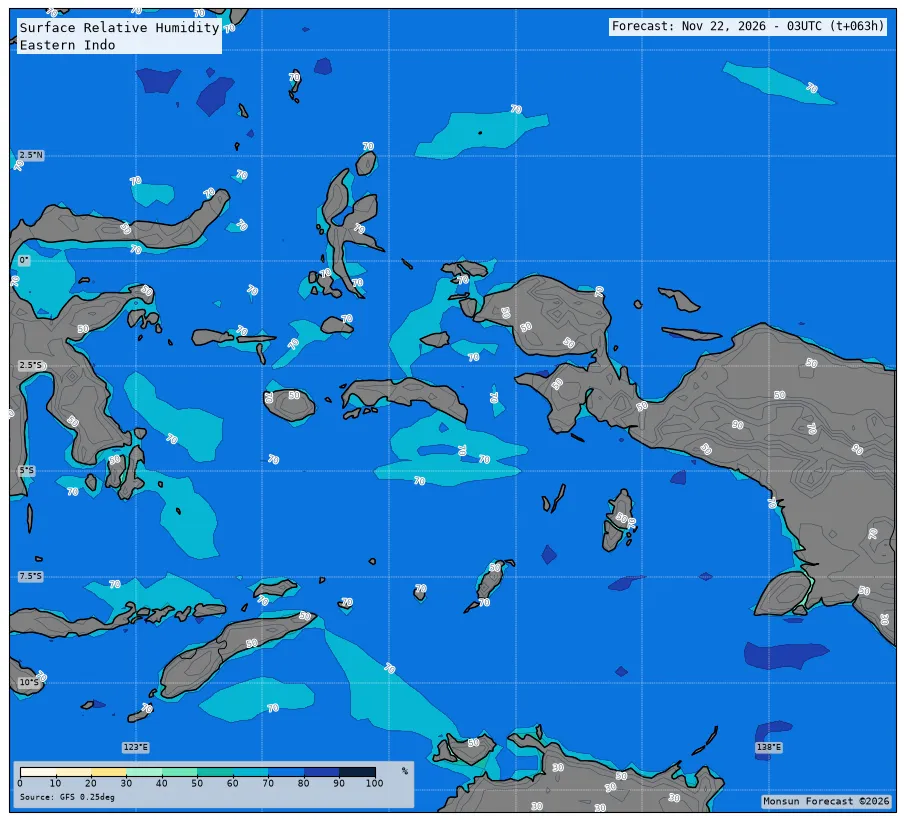 Surface Relative Humidity
Eastern Indo
Forecast: Nov 22, 2026 - 03UTC (t+063h)
2.5°N
0°
2.5°S
5°S
7.5°S
10°S
123°E
138°E
%
0 10 20 30 40 50 60 70 80 90 100
Source: GFS 0.25deg
Monsun Forecast ©2026